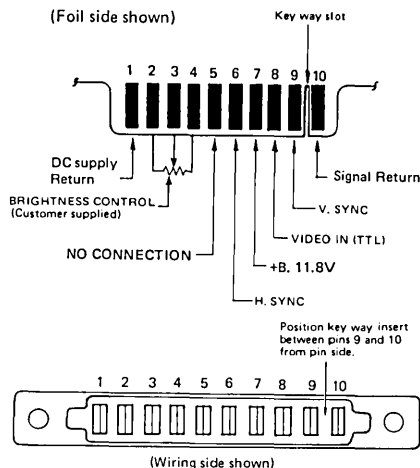 (Foil side shown)
Key way slot
1 2 3 4 5 6 7 8 9 10
DC supply
Return
Signal Return
BRIGHTNESS CONTROL
(Customer supplied)
V. SYNC
VIDEO IN (TTL)
NO CONNECTION
+B. 11.8V
H. SYNC
Position key way insert
between pins 9 and 10
from pin side.
1 2 3 4 5 6 7 8 9 10
(Wiring side shown)